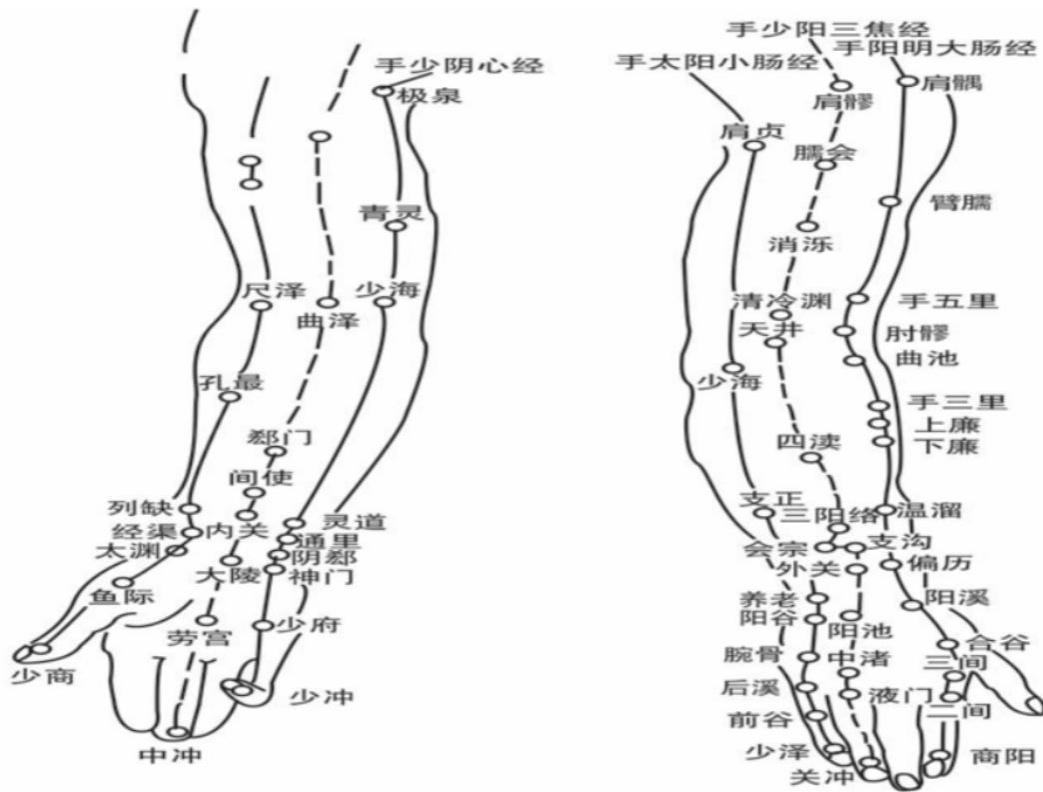 手少阴心经
极泉
青灵
尺泽
曲泽
少海
孔最
郄门
间使
列缺
经渠
内关
灵道
通里
太渊
阴郄
大陵
神门
鱼际
劳宫
少府
少商
少冲
中冲
手少阳三焦经
手阳明大肠经
手太阳小肠经
肩髃
肩髎
肩贞
臑会
臂臑
消泺
清冷渊
手五里
天井
肘髎
曲池
少海
手三里
上廉
四渎
下廉
支正
三阳络
温溜
会宗
支沟
外关
偏历
养老
阳溪
阳谷
阳池
合谷
腕骨
中渚
三间
后溪
液门
二间
前谷
少泽
商阳
关冲